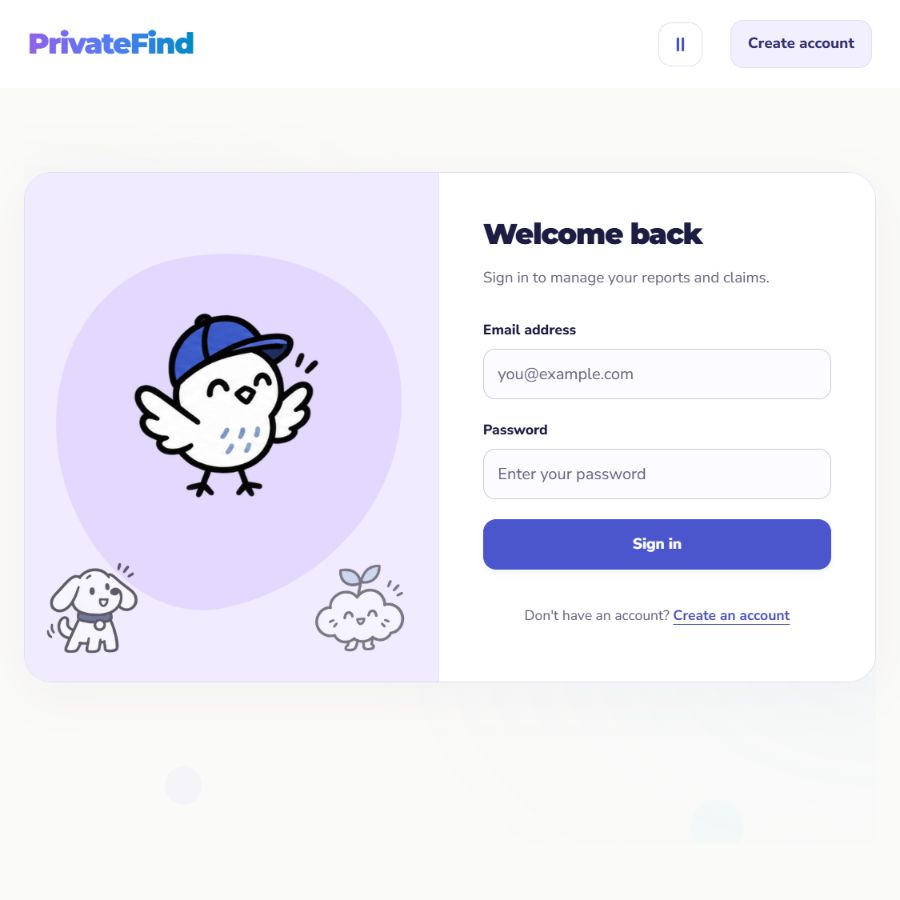 PrivateFind
Create account
Welcome back
Sign in to manage your reports and claims.
Email address
you@example.com
Password
Enter your password
Sign in
Don't have an account? Create an account